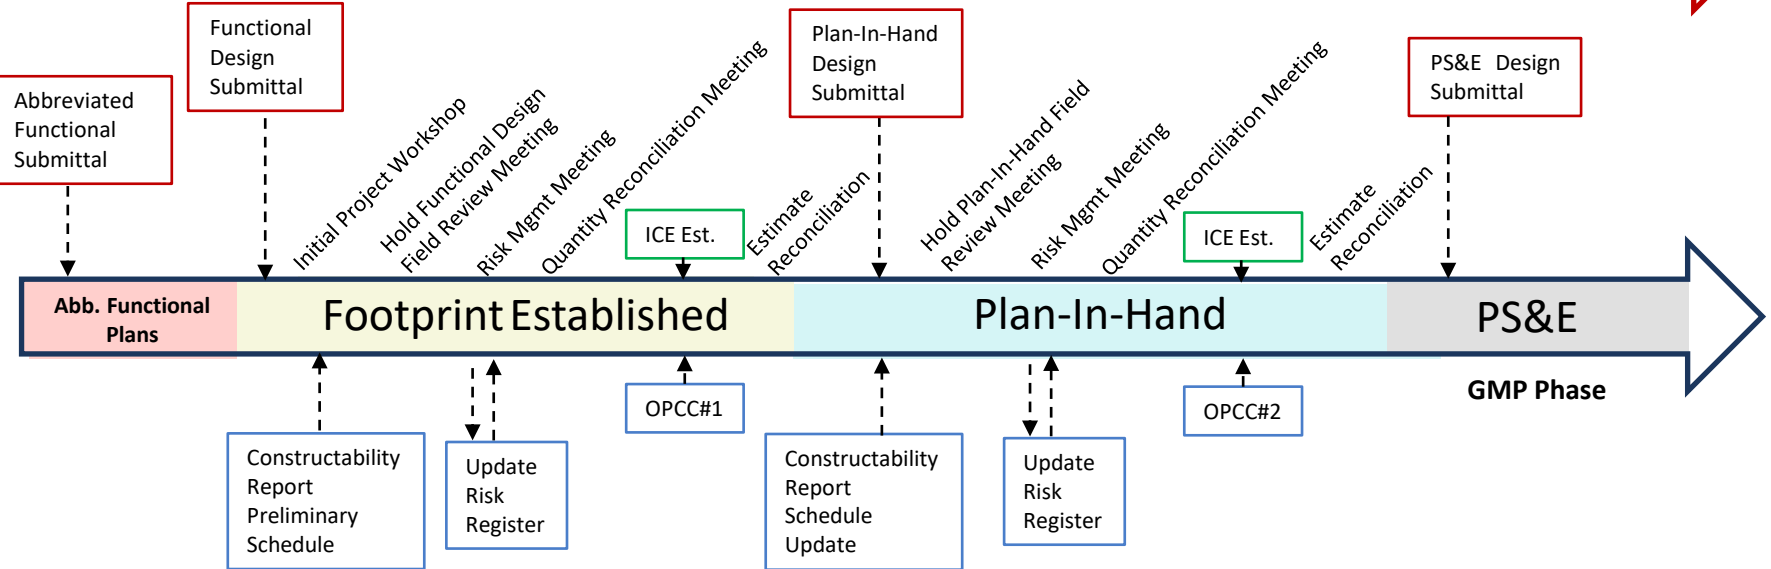 Abbreviated
Functional
Submittal
Functional
Design
Submittal
Initial Project Workshop
Hold Functional Design
Field Review Meeting
Risk Mgmt Meeting
Quantity Reconciliation Meeting
ICE Est.
Estimate
Reconciliation
Plan-In-Hand
Design
Submittal
Hold Plan-In-Hand Field
Review Meeting
Risk Mgmt Meeting
Quantity Reconciliation Meeting
ICE Est.
Estimate
Reconciliation
PS&E Design
Submittal
Abb. Functional
Plans
Footprint Established
Plan-In-Hand
PS&E
GMP Phase
Constructability
Report
Preliminary
Schedule
Update
Risk
Register
OPCC#1
Constructability
Report
Schedule
Update
Update
Risk
Register
OPCC#2